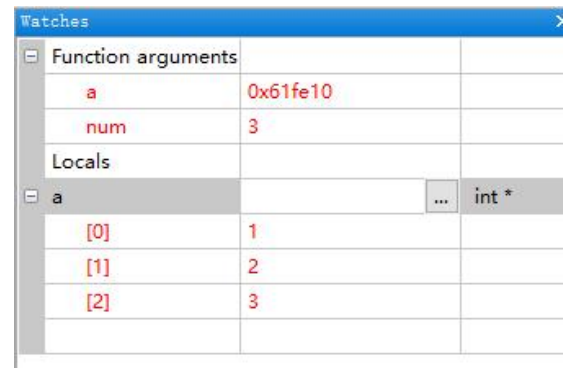 Watches
Function arguments
a 0x61fe10
num 3
Locals
a ... int *
[0] 1
[1] 2
[2] 3